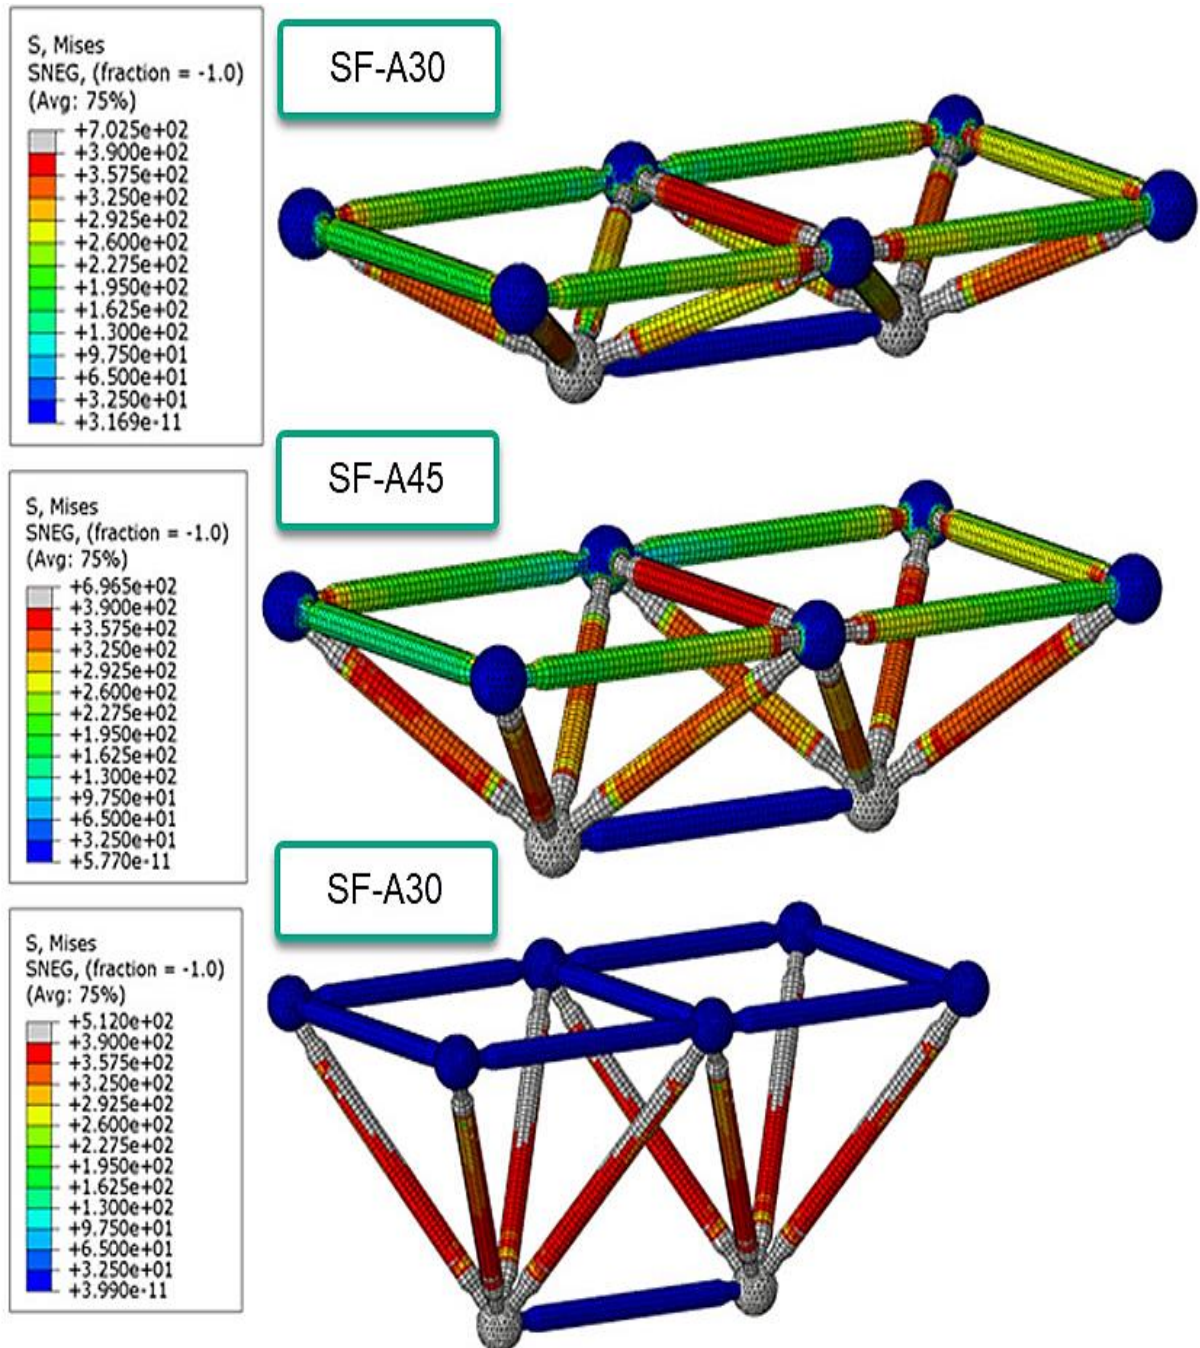 S, Mises
SNEG, (fraction = -1.0)
(Avg: 75%)
+7.025e+02
+3.900e+02
+3.575e+02
+3.250e+02
+2.925e+02
+2.600e+02
+2.275e+02
+1.950e+02
+1.625e+02
+1.300e+02
+9.750e+01
+6.500e+01
+3.250e+01
+3.169e-11
SF-A30
S, Mises
SNEG, (fraction = -1.0)
(Avg: 75%)
+6.965e+02
+3.900e+02
+3.575e+02
+3.250e+02
+2.925e+02
+2.600e+02
+2.275e+02
+1.950e+02
+1.625e+02
+1.300e+02
+9.750e+01
+6.500e+01
+3.250e+01
+5.770e-11
SF-A45
S, Mises
SNEG, (fraction = -1.0)
(Avg: 75%)
+5.120e+02
+3.900e+02
+3.575e+02
+3.250e+02
+2.925e+02
+2.600e+02
+2.275e+02
+1.950e+02
+1.625e+02
+1.300e+02
+9.750e+01
+6.500e+01
+3.250e+01
+3.990e-11
SF-A30